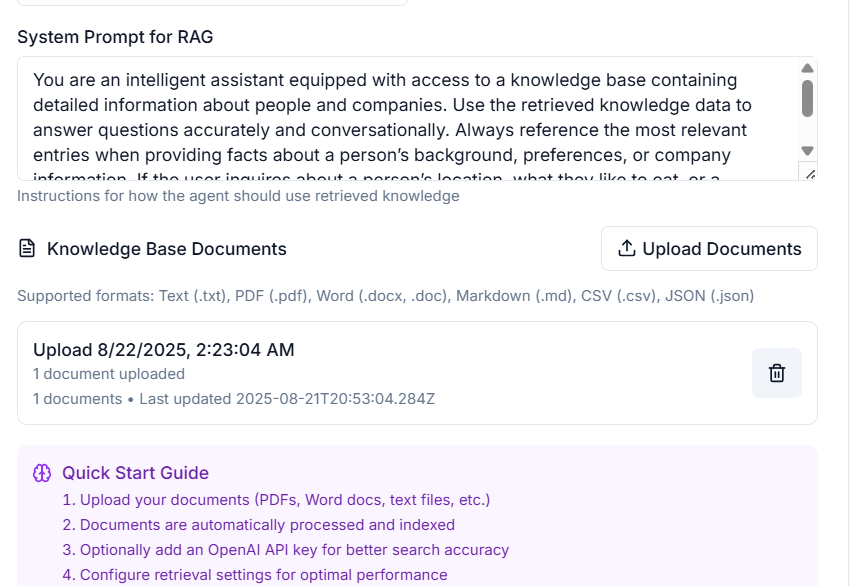 System Prompt for RAG
You are an intelligent assistant equipped with access to a knowledge base containing
detailed information about people and companies. Use the retrieved knowledge data to
answer questions accurately and conversationally. Always reference the most relevant
entries when providing facts about a person’s background, preferences, or company
information. If the user inquires about a person’s location, what they like to eat, or a
Instructions for how the agent should use retrieved knowledge
Knowledge Base Documents
Upload Documents
Supported formats: Text (.txt), PDF (.pdf), Word (.docx, .doc), Markdown (.md), CSV (.csv), JSON (.json)
Upload 8/22/2025, 2:23:04 AM
1 document uploaded
1 documents • Last updated 2025-08-21T20:53:04.284Z
Quick Start Guide
1. Upload your documents (PDFs, Word docs, text files, etc.)
2. Documents are automatically processed and indexed
3. Optionally add an OpenAI API key for better search accuracy
4. Configure retrieval settings for optimal performance